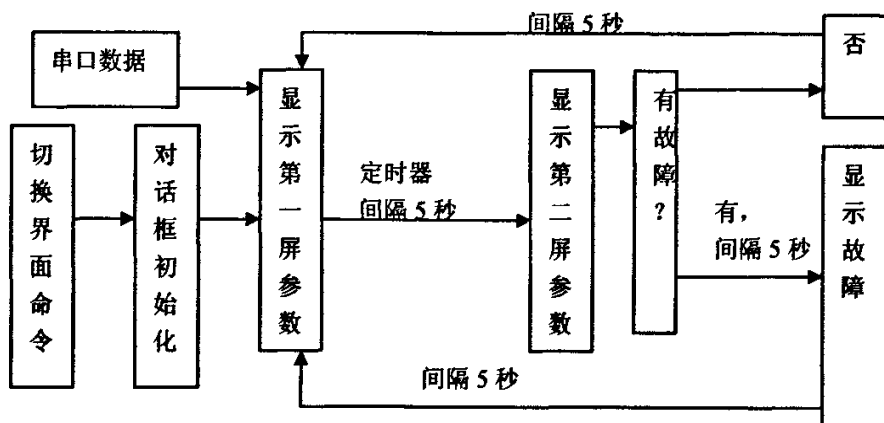 间隔 5 秒
否
串口数据
显示第一屏参数
显示第二屏参数
有故障？
切换界面命令
对话框初始化
定时器
间隔 5 秒
有，
间隔 5 秒
显示故障
间隔 5 秒